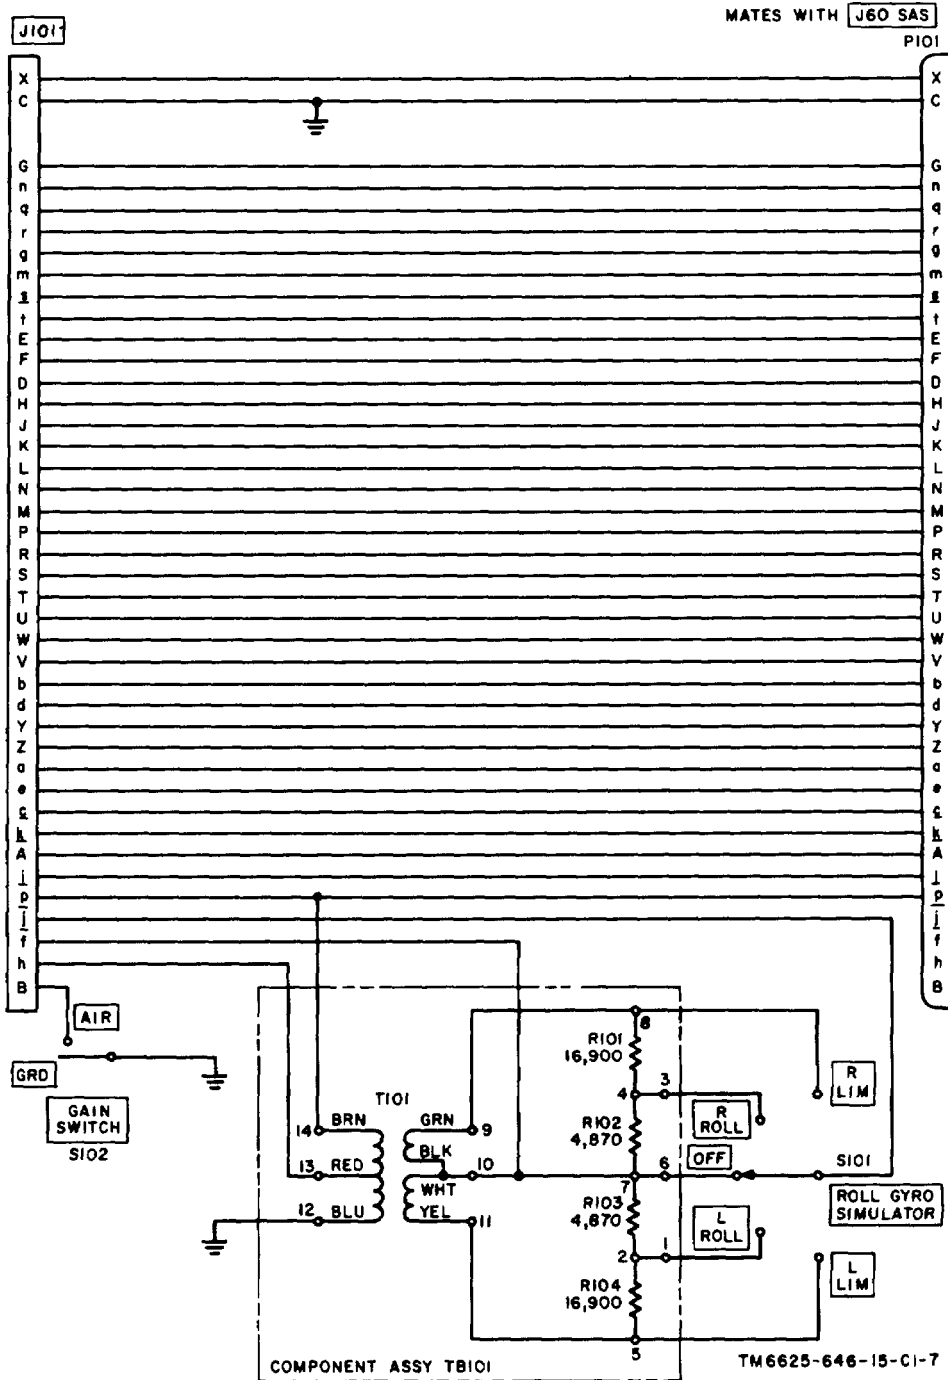 MATES WITH J60 SAS
J101
P101
X X
C C
G G
n n
q q
r r
g g
m m
s s
t t
E E
F F
D D
H H
J J
K K
L L
N N
M M
P P
R R
S S
T T
U U
W W
V V
b b
d d
Y Y
Z Z
a a
e e
c c
k k
A A
i i
p p
j j
f f
h h
B B
AIR
GRD
GAIN
SWITCH
S102
T101
14 BRN
13 RED
12 BLU
GRN 9
BLK
10
WHT
YEL
11
8
R101
16,900
4 3
R102
4,870
7 6
R103
4,870
2 1
R104
16,900
5
R
LIM
R
ROLL
OFF
S101
ROLL GYRO
SIMULATOR
L
ROLL
L
LIM
COMPONENT ASSY TB101
TM6625-646-15-C1-7